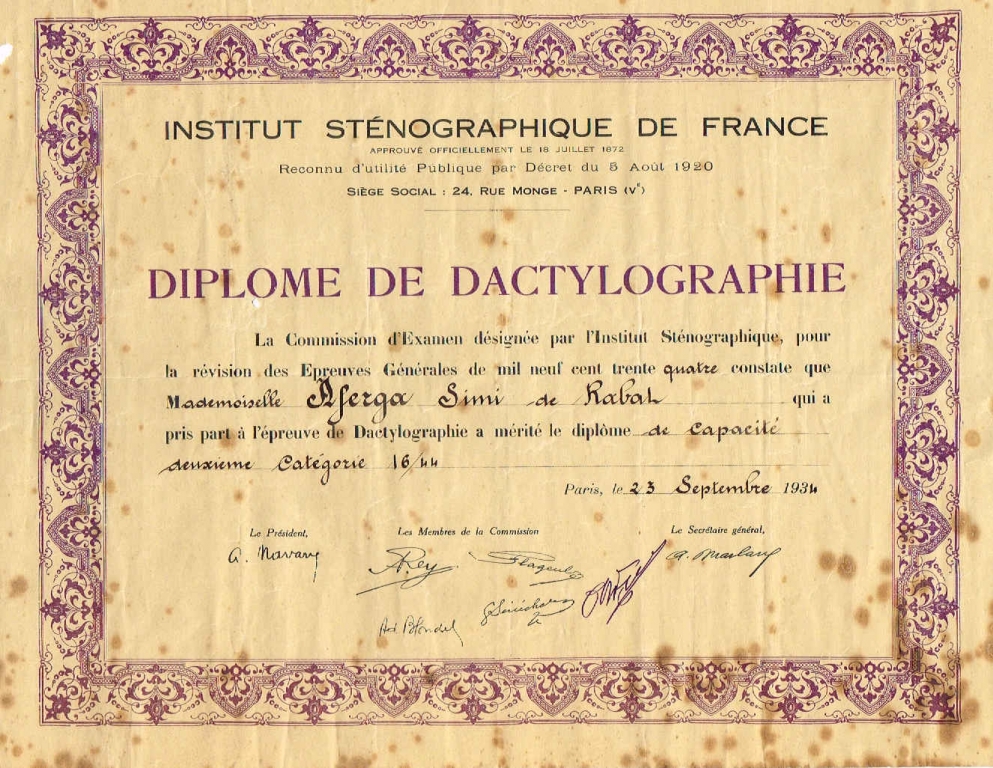 INSTITUT STÉNOGRAPHIQUE DE FRANCE
APPROUVÉ OFFICIELLEMENT LE 18 JUILLET 1872
Reconnu d'utilité Publique par Décret du 5 Août 1920
SIÈGE SOCIAL : 24, RUE MONGE - PARIS (Ve)
DIPLOME DE DACTYLOGRAPHIE
La Commission d'Examen désignée par l'Institut Sténographique, pour
la révision des Epreuves Générales de mil neuf cent trente quatre constate que
Mademoiselle Aferga Simi de Rabat qui a
pris part à l'épreuve de Dactylographie a mérité le diplôme de capacité
deuxième Catégorie 16/44
Paris, le 23 Septembre 1934
Le Président, Les Membres de la Commission Le Secrétaire général,
Rey
Ad Blondel